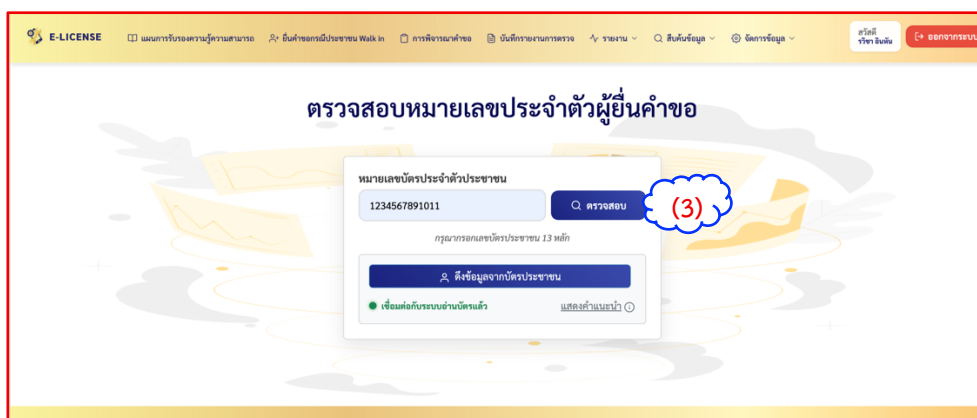 E-LICENSE
แผนการรับรองความรู้ความสามารถ
ยื่นคำขอกรณีประชาชน Walk in
การพิจารณาคำขอ
บันทึกรายงานการตรวจ
รายงาน
สืบค้นข้อมูล
จัดการข้อมูล
สวัสดี
รวิชา อินหัน
ออกจากระบบ
ตรวจสอบหมายเลขประจำตัวผู้ยื่นคำขอ
หมายเลขบัตรประจำตัวประชาชน
1234567891011
ตรวจสอบ
(3)
กรุณากรอกเลขบัตรประชาชน 13 หลัก
ดึงข้อมูลจากบัตรประชาชน
เชื่อมต่อกับระบบอ่านบัตรแล้ว
แสดงคำแนะนำ